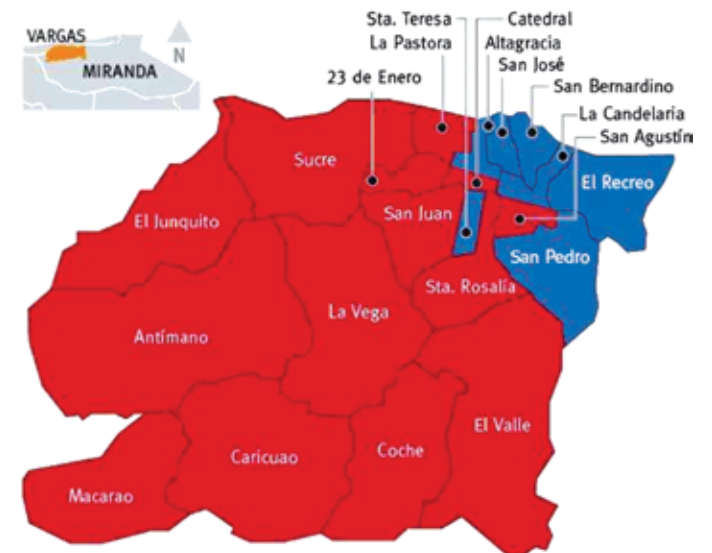 Sta. Teresa
Catedral
VARGAS
La Pastora
Altagracia
N
San José
MIRANDA
23 de Enero
San Bernardino
La Candelaria
San Agustín
Sucre
El Recreo
San Juan
El Junquito
San Pedro
Sta. Rosalía
La Vega
Antímano
El Valle
Caricuao
Coche
Macarao